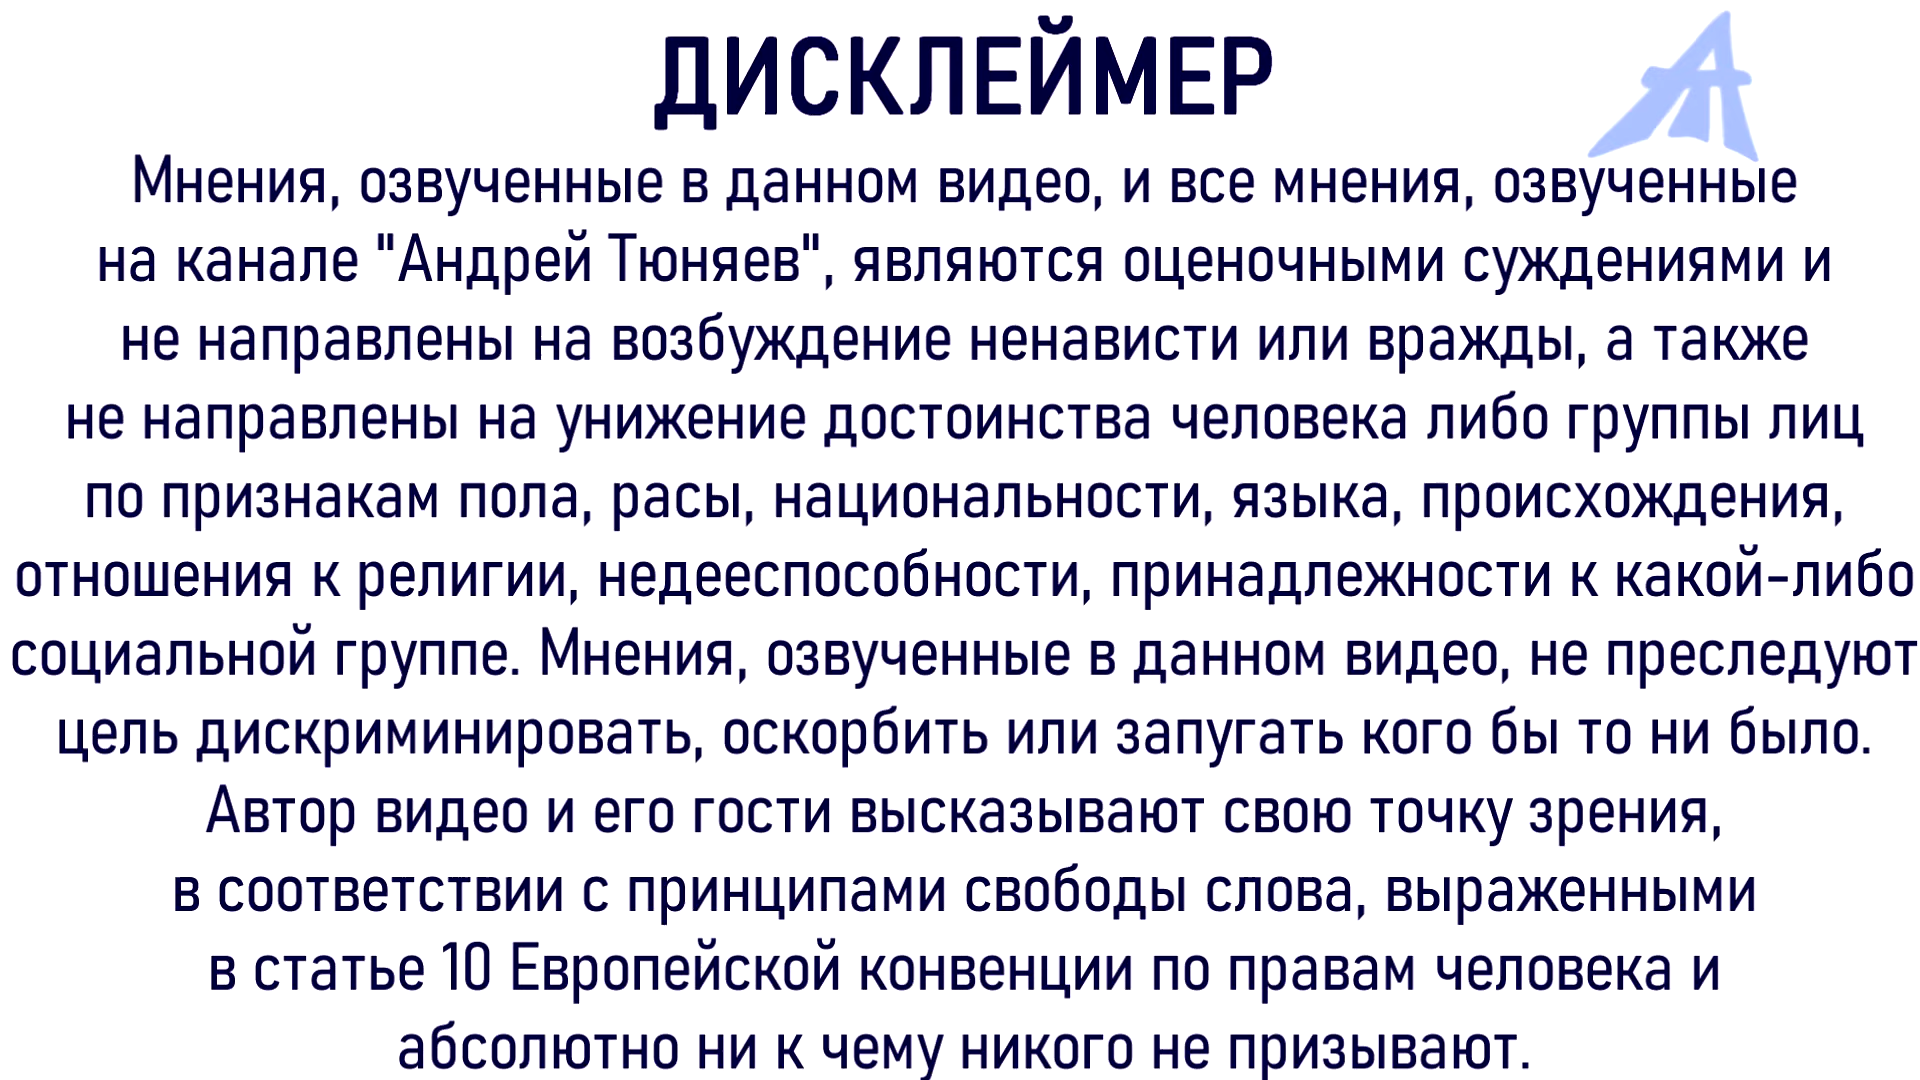 ДИСКЛЕЙМЕР
Мнения, озвученные в данном видео, и все мнения, озвученные
на канале "Андрей Тюняев", являются оценочными суждениями и
не направлены на возбуждение ненависти или вражды, а также
не направлены на унижение достоинства человека либо группы лиц
по признакам пола, расы, национальности, языка, происхождения,
отношения к религии, недееспособности, принадлежности к какой-либо
социальной группе. Мнения, озвученные в данном видео, не преследуют
цель дискриминировать, оскорбить или запугать кого бы то ни было.
Автор видео и его гости высказывают свою точку зрения,
в соответствии с принципами свободы слова, выраженными
в статье 10 Европейской конвенции по правам человека и
абсолютно ни к чему никого не призывают.